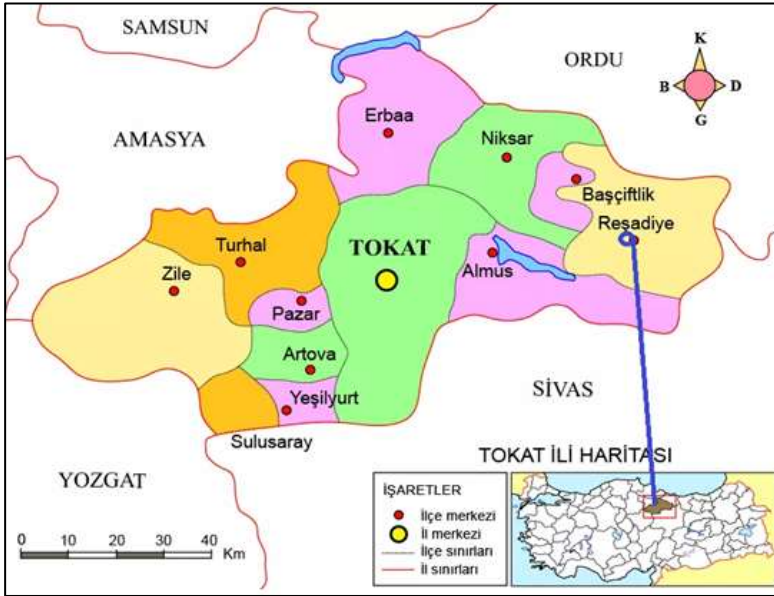 SAMSUN
ORDU
K
B D
G
Erbaa
AMASYA
Niksar
Başçiftlik
Reşadiye
Turhal
TOKAT
Almus
Zile
Pazar
Artova
SİVAS
Yeşilyurt
Sulusaray
TOKAT İLİ HARİTASI
YOZGAT
İŞARETLER
İlçe merkezi
İl merkezi
İlçe sınırları
İl sınırları
0 10 20 30 40
Km